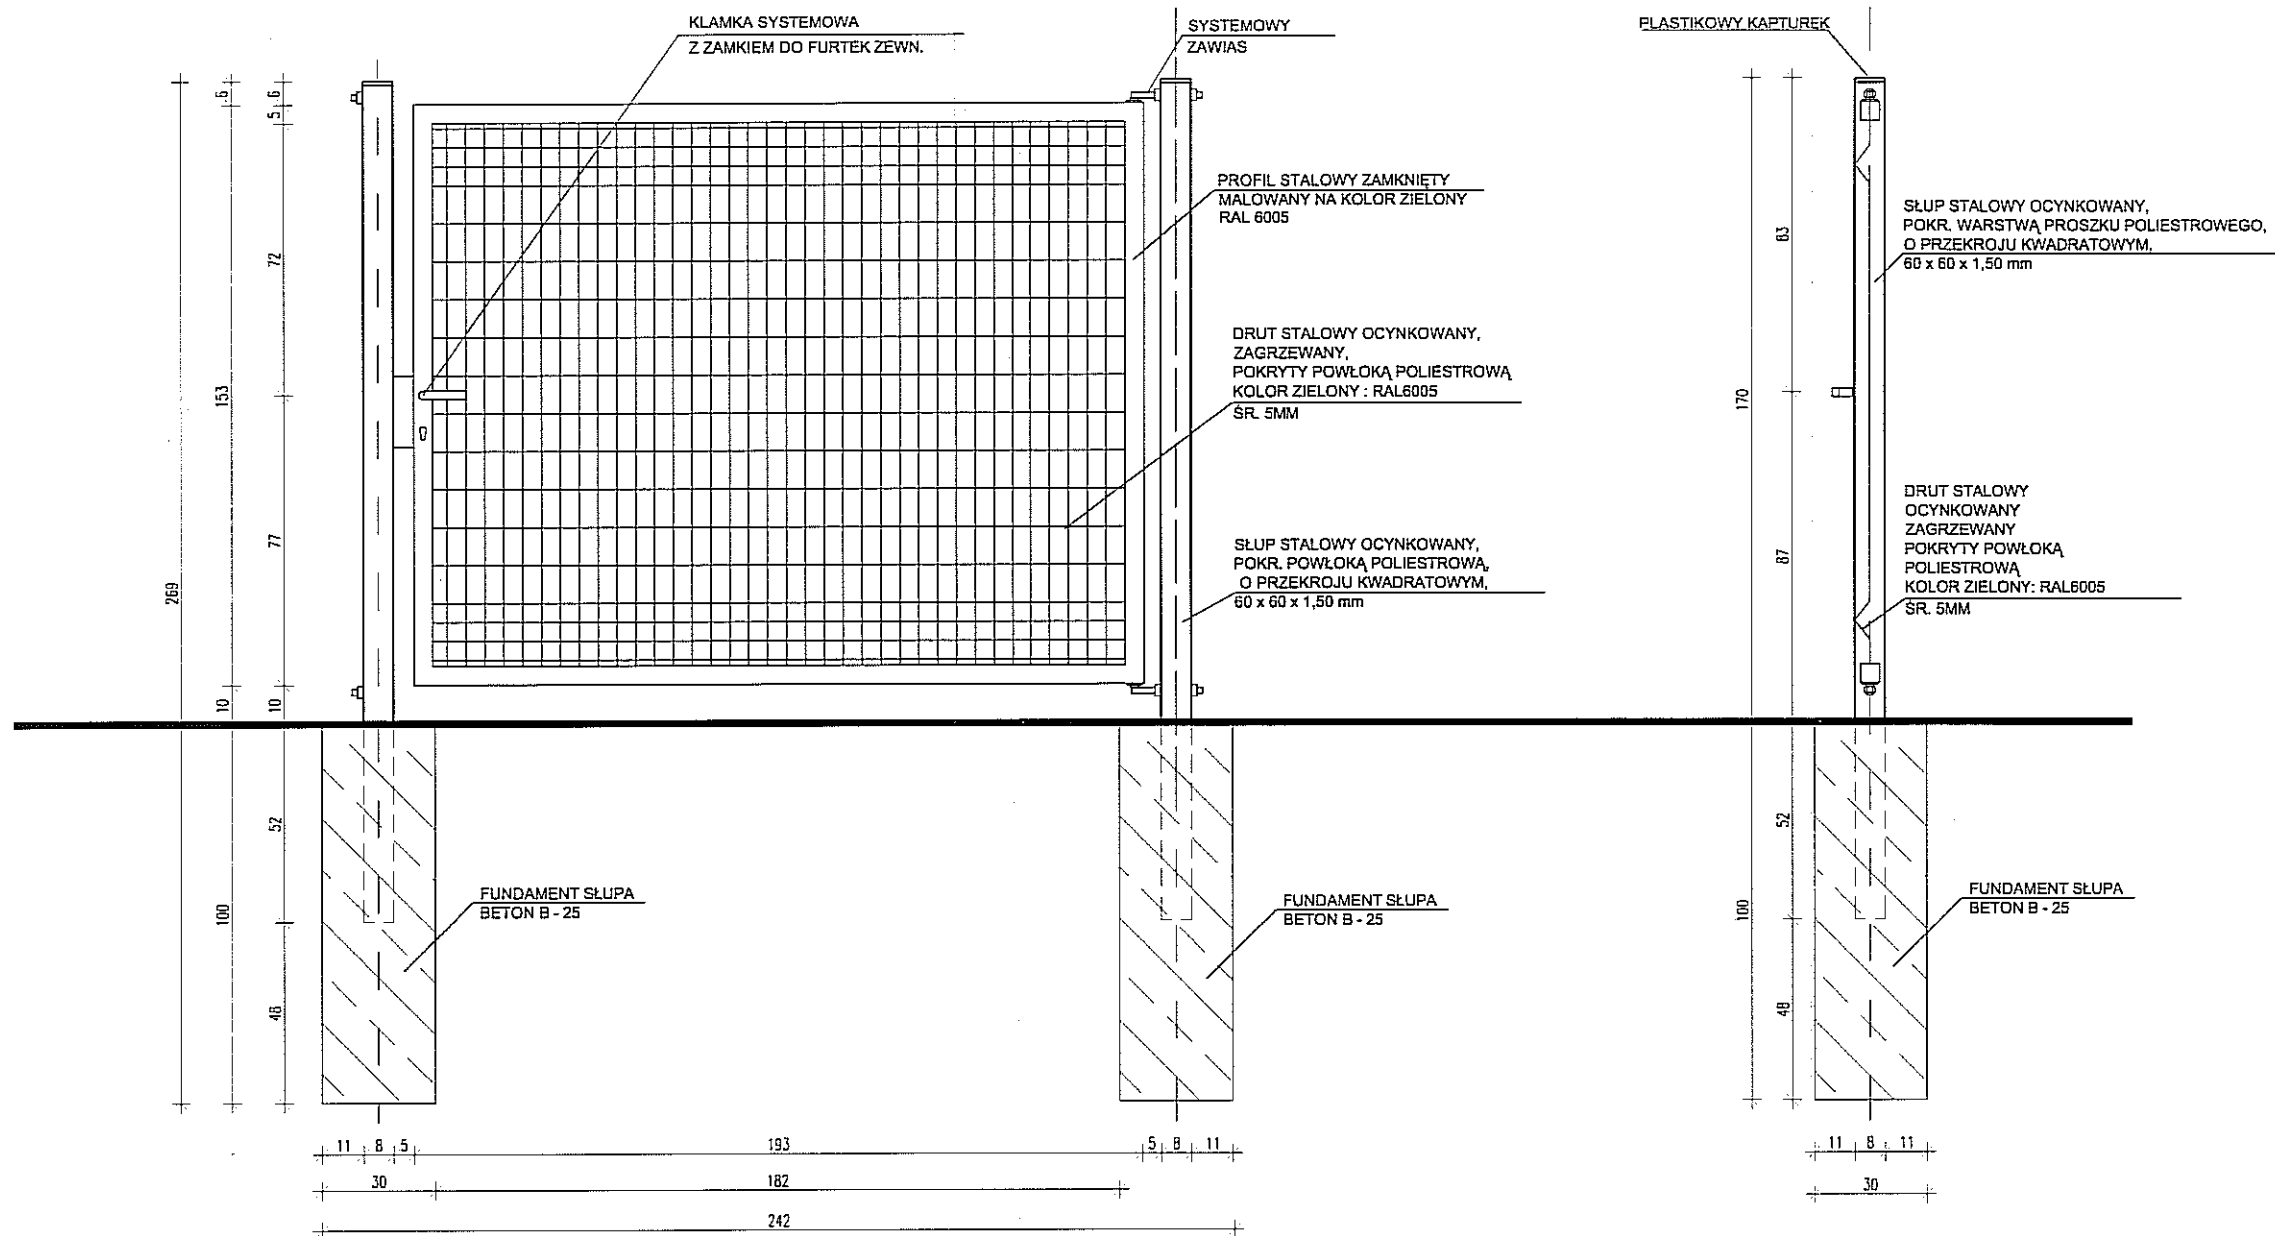 KLAMKA SYSTEMOWA
Z ZAMKIEM DO FURTEK ZEWN.
SYSTEMOWY
ZAWIAS
PLASTIKOWY KAPTUREK
PROFIL STALOWY ZAMKNIĘTY
MALOWANY NA KOLOR ZIELONY
RAL 6005
SŁUP STALOWY OCYNKOWANY,
POKR. WARSTWĄ PROSZKU POLIESTROWEGO,
O PRZEKROJU KWADRATOWYM,
60 x 60 x 1,50 mm
DRUT STALOWY OCYNKOWANY,
ZAGRZEWANY,
POKRYTY POWŁOKĄ POLIESTROWĄ
KOLOR ZIELONY : RAL6005
ŚR. 5MM
DRUT STALOWY
OCYNKOWANY
ZAGRZEWANY
POKRYTY POWŁOKĄ
POLIESTROWĄ
KOLOR ZIELONY: RAL6005
ŚR. 5MM
SŁUP STALOWY OCYNKOWANY,
POKR. POWŁOKĄ POLIESTROWĄ,
O PRZEKROJU KWADRATOWYM,
60 x 60 x 1,50 mm
FUNDAMENT SŁUPA
BETON B - 25
FUNDAMENT SŁUPA
BETON B - 25
FUNDAMENT SŁUPA
BETON B - 25
269
6
153
10
100
5 6
72
77
10
52
48
170
100
83
87
52
48
11 8 5 193 5 8 11
30 182
242
11 8 11
30